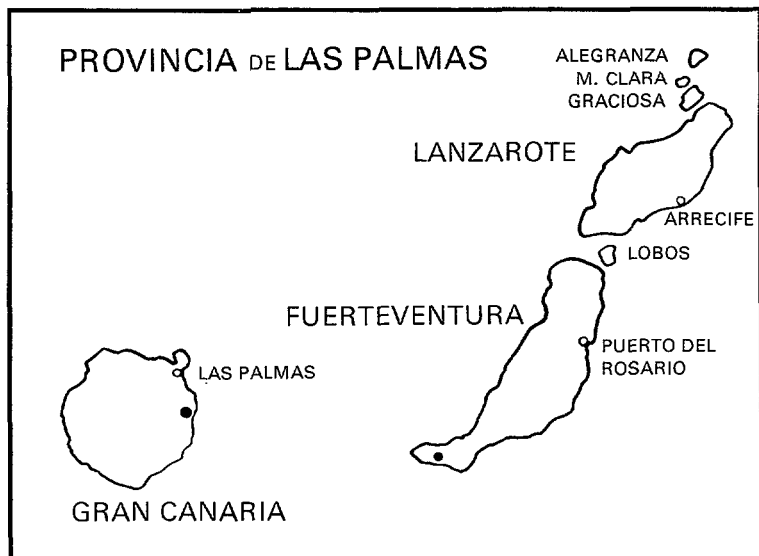 PROVINCIA DE LAS PALMAS
ALEGRANZA
M. CLARA
GRACIOSA
LANZAROTE
ARRECIFE
LOBOS
FUERTEVENTURA
PUERTO DEL
ROSARIO
LAS PALMAS
GRAN CANARIA